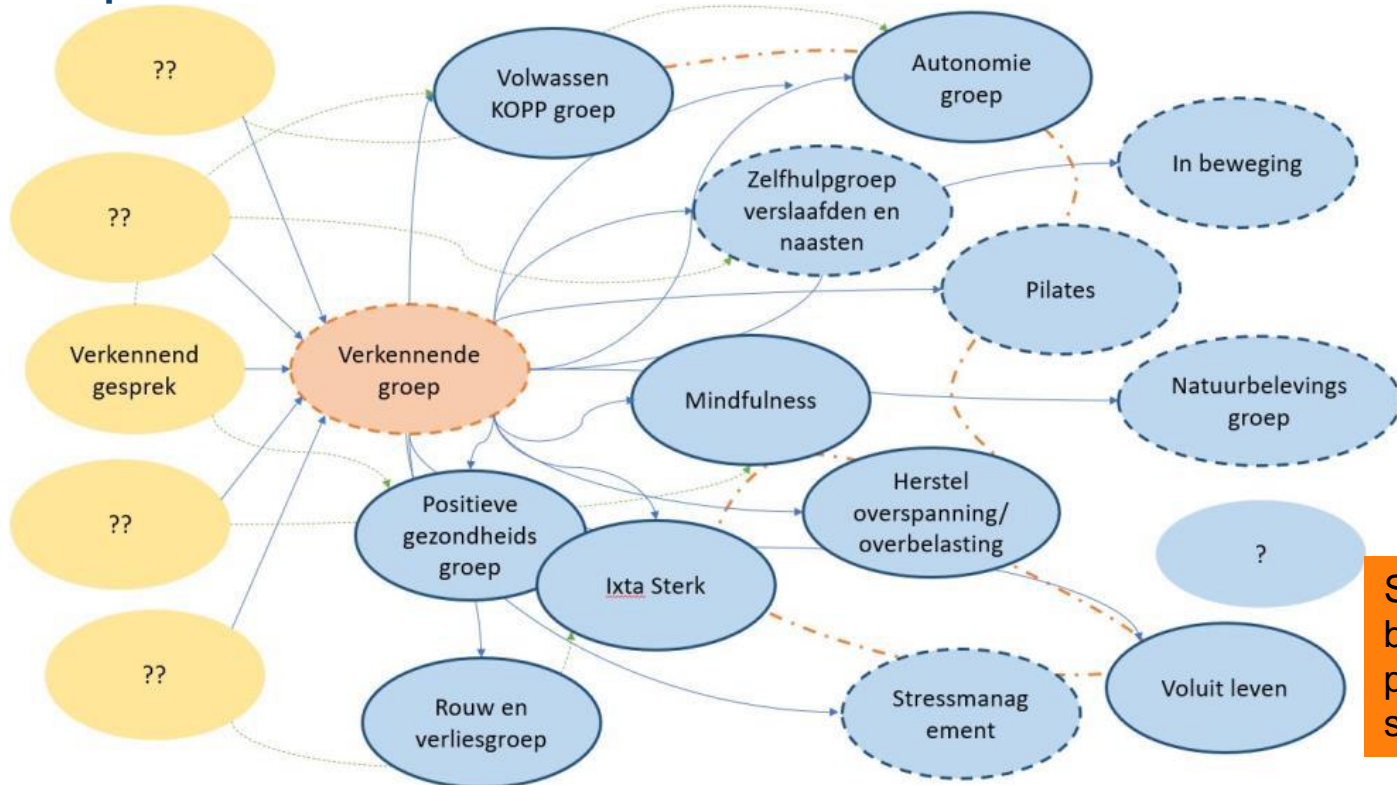 ??
Volwassen
KOPP groep
Autonomie
groep
In beweging
Zelfhulpgroep
verslaafden en
naasten
??
Pilates
Verkennend
gesprek
Verkennende
groep
Mindfulness
Natuurbelevings
groep
??
Positieve
gezondheids
groep
Herstel
overspanning/
overbelasting
?
Ixta Sterk
??
Rouw en
verliesgroep
Stressmanag
ement
Voluit leven
S
b
p
s